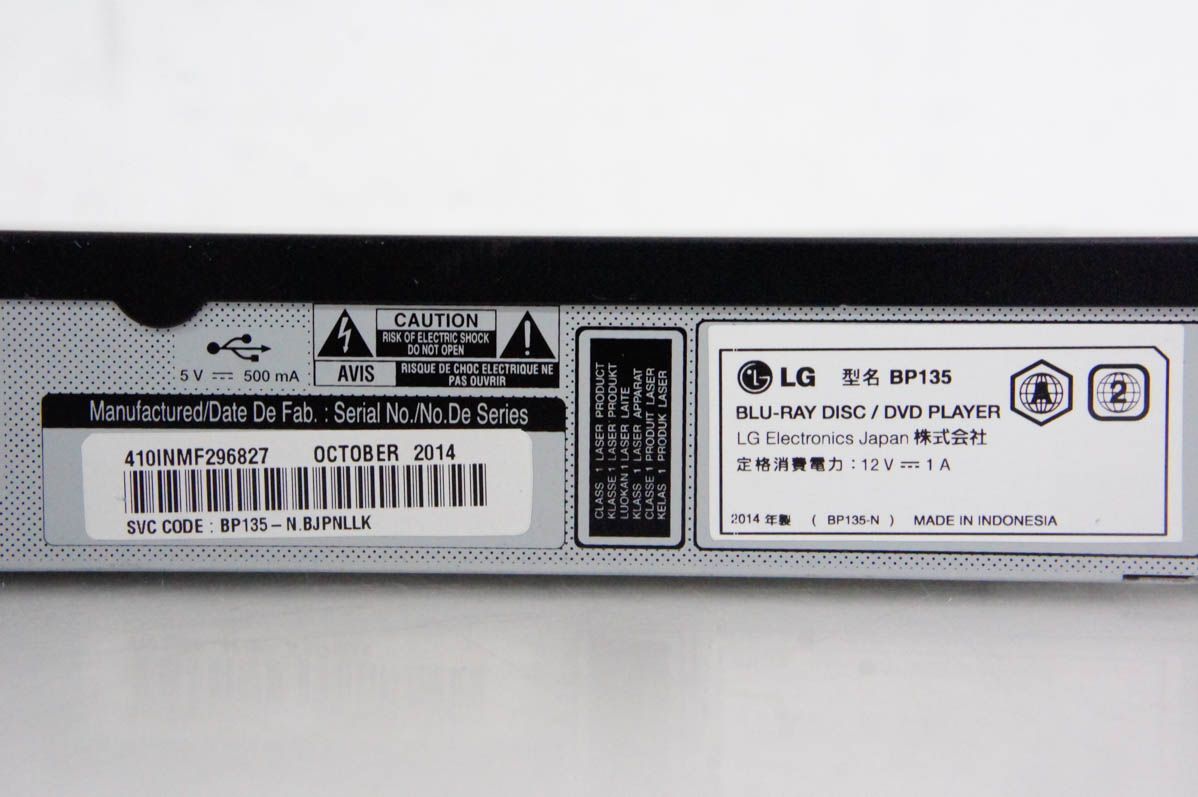 5 V ⎓ 500 mA
CAUTION
RISK OF ELECTRIC SHOCK
DO NOT OPEN
AVIS
RISQUE DE CHOC ELECTRIQUE NE
PAS OUVRIR
Manufactured/Date De Fab. : Serial No./No.De Series
410INMF296827 OCTOBER 2014
SVC CODE : BP135-N.BJPNLLK
CLASS 1 LASER PRODUCT
KLASSE 1 LASER PRODUKT
LUOKAN 1 LASER LAITE
KLASS 1 LASER APPARAT
CLASSE 1 PRODUIT LASER
KELAS 1 PRODUK LASER
LG 型名 BP135
BLU-RAY DISC / DVD PLAYER
LG Electronics Japan 株式会社
定格消費電力 : 12 V ⎓ 1 A
A
2
2014 年製 ( BP135-N ) MADE IN INDONESIA